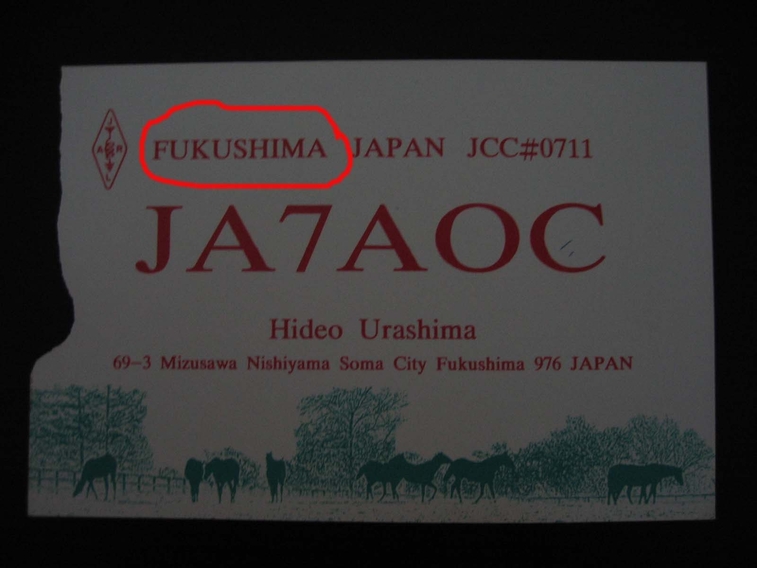 J
A R
L
FUKUSHIMA JAPAN JCC#0711
JA7AOC
Hideo Urashima
69-3 Mizusawa Nishiyama Soma City Fukushima 976 JAPAN